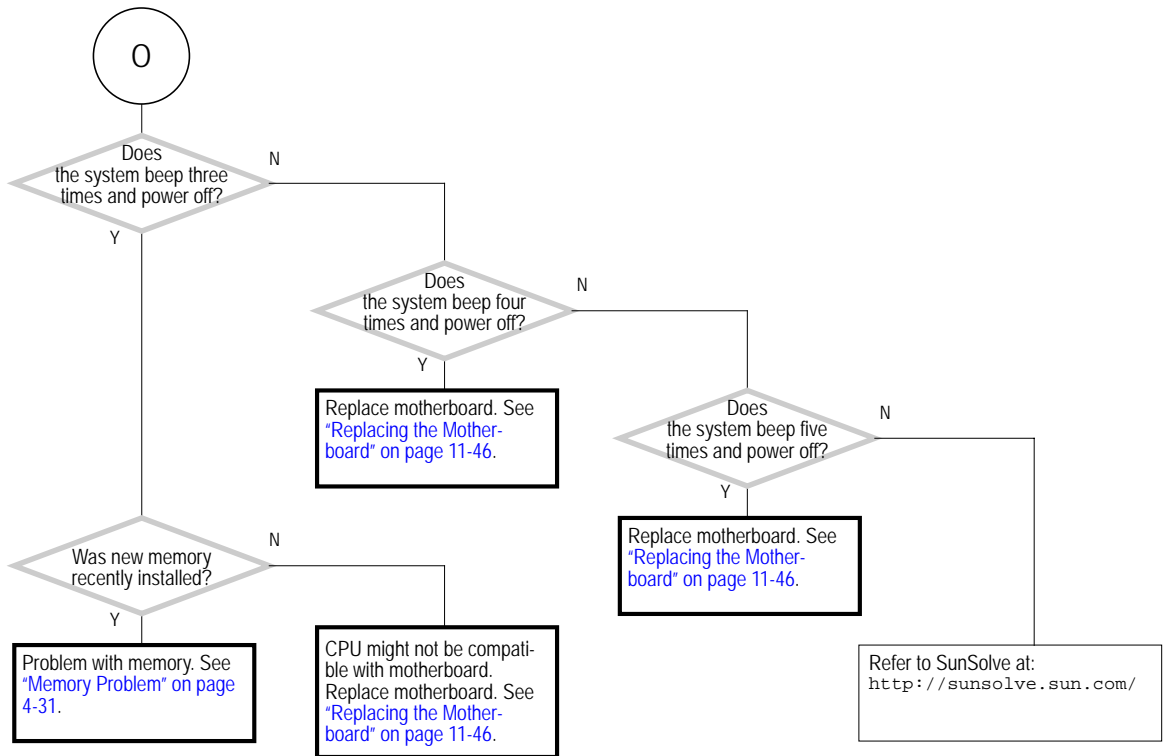 0
Does
the system beep three
times and power off?
N
Y
Does
the system beep four
times and power off?
N
Y
Replace motherboard. See
"Replacing the Mother-
board" on page 11-46.
Does
the system beep five
times and power off?
N
Y
Replace motherboard. See
"Replacing the Mother-
board" on page 11-46.
Was new memory
recently installed?
N
Y
Problem with memory. See
"Memory Problem" on page
4-31.
CPU might not be compati-
ble with motherboard.
Replace motherboard. See
"Replacing the Mother-
board" on page 11-46.
Refer to SunSolve at:
http://sunsolve.sun.com/